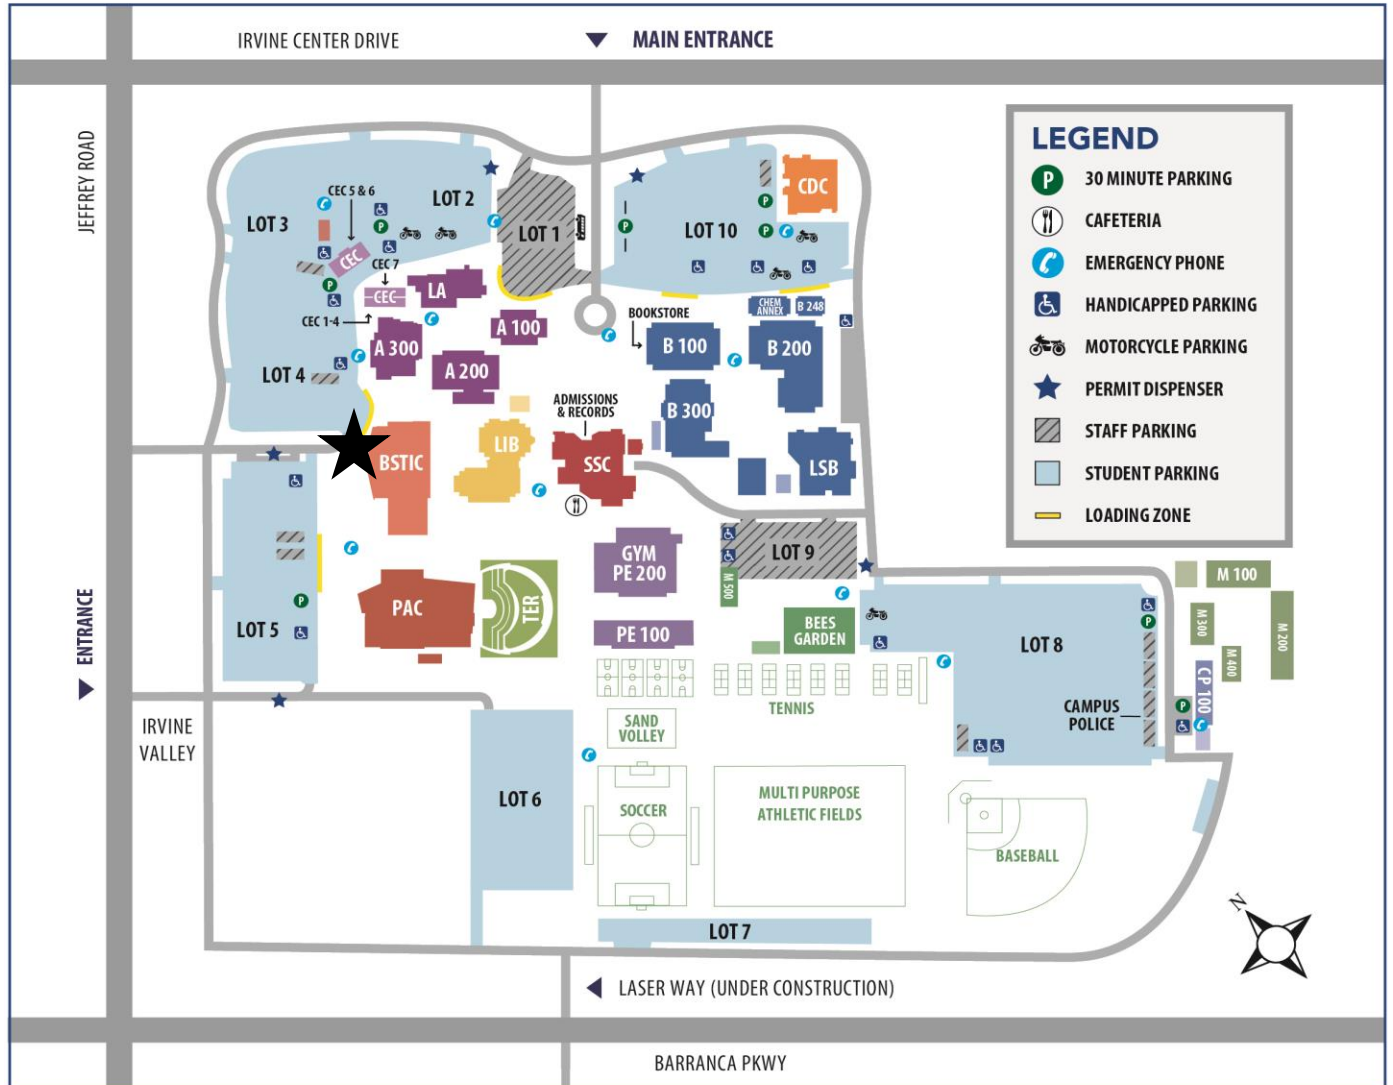 IRVINE CENTER DRIVE
MAIN ENTRANCE
JEFFREY ROAD
LEGEND
P
30 MINUTE PARKING
CAFETERIA
EMERGENCY PHONE
HANDICAPPED PARKING
MOTORCYCLE PARKING
PERMIT DISPENSER
STAFF PARKING
STUDENT PARKING
LOADING ZONE
CEC 5 & 6
LOT 2
LOT 3
P
CEC
CEC 7
P
CEC
LA
CEC 1-4
LOT 1
P
LOT 10
P
P
CDC
A 100
A 300
A 200
LOT 4
BOOKSTORE
B 100
CHEM
ANNEX
B 248
B 200
B 300
ADMISSIONS
& RECORDS
LIB
SSC
BSTIC
LSB
LOT 9
M 500
GYM
PE 200
PE 100
BEES
GARDEN
PAC
TER
P
LOT 5
ENTRANCE
IRVINE
VALLEY
LOT 8
P
CAMPUS
POLICE
P
CP 100
M 100
M 200
M 300
M 400
TENNIS
SAND
VOLLEY
SOCCER
MULTI PURPOSE
ATHLETIC FIELDS
BASEBALL
LOT 6
LOT 7
N
LASER WAY (UNDER CONSTRUCTION)
BARRANCA PKWY